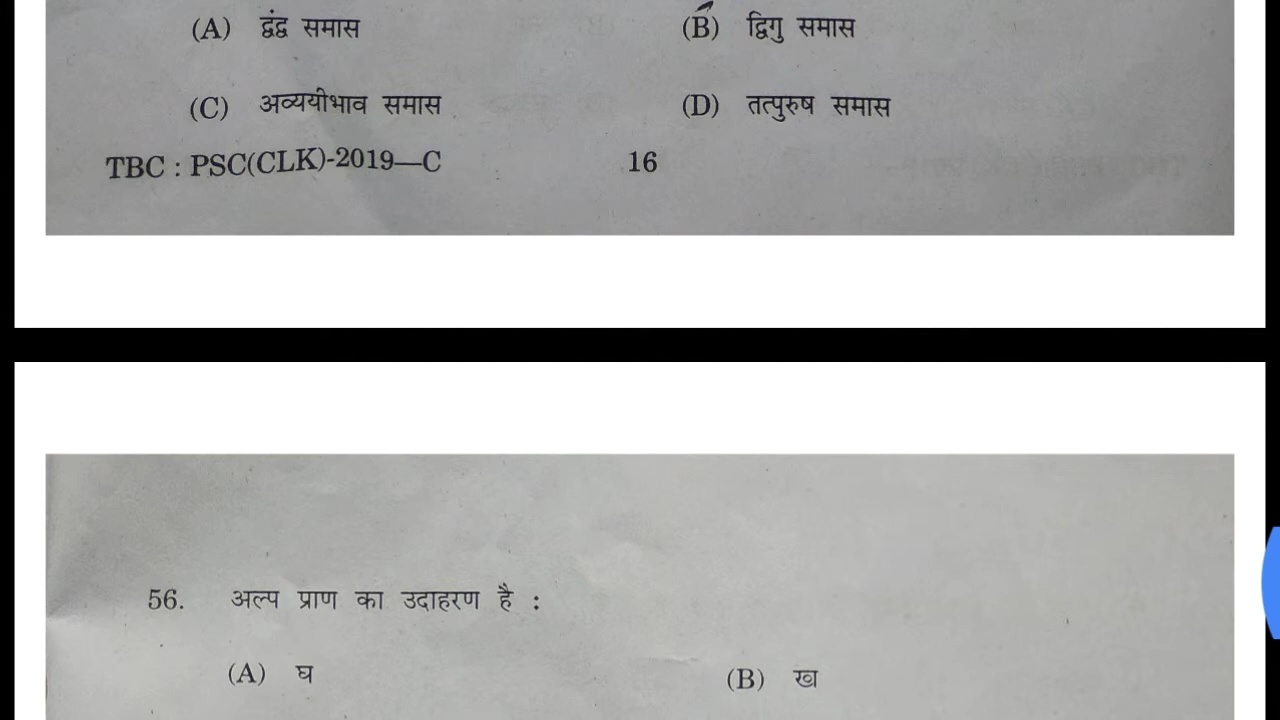 (A) द्वंद्व समास (B) द्विगु समास
(C) अव्ययीभाव समास (D) तत्पुरुष समास
TBC : PSC(CLK)-2019—C 16
56. अल्प प्राण का उदाहरण है :
(A) घ (B) ख